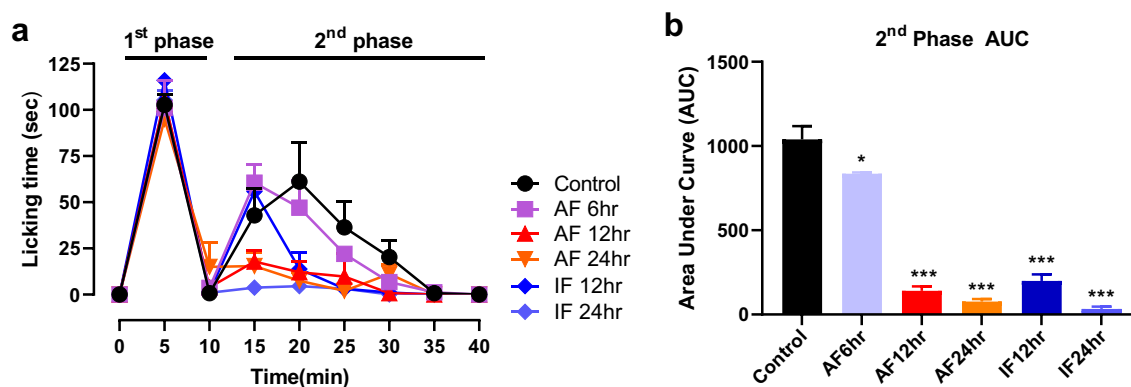 a
1st phase
2nd phase
Licking time (sec)
125
100
75
50
25
0
0 5 10 15 20 25 30 35 40
Time(min)
Control
AF 6hr
AF 12hr
AF 24hr
IF 12hr
IF 24hr
b
2nd Phase AUC
Area Under Curve (AUC)
1500
1000
500
0
*
***
***
***
***
Control
AF6hr
AF12hr
AF24hr
IF12hr
IF24hr